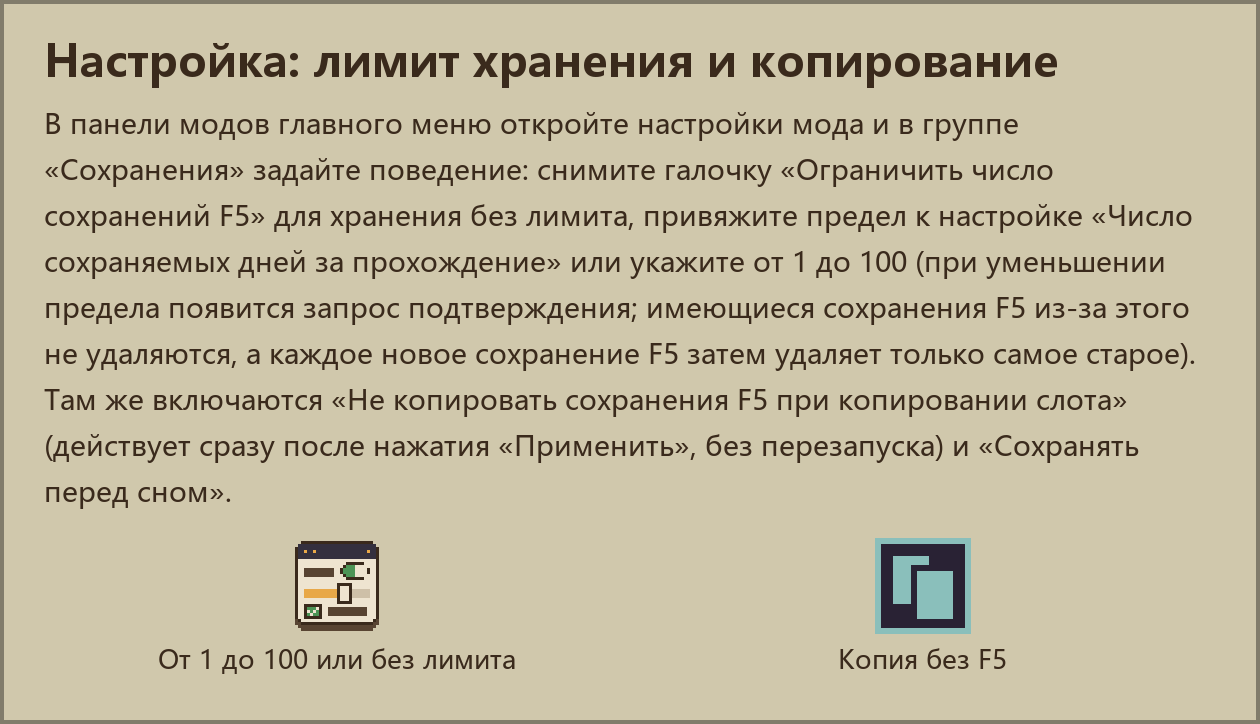 Настройка: лимит хранения и копирование
В панели модов главного меню откройте настройки мода и в группе
«Сохранения» задайте поведение: снимите галочку «Ограничить число
сохранений F5» для хранения без лимита, привяжите предел к настройке «Число
сохраняемых дней за прохождение» или укажите от 1 до 100 (при уменьшении
предела появится запрос подтверждения; имеющиеся сохранения F5 из-за этого
не удаляются, а каждое новое сохранение F5 затем удаляет только самое старое).
Там же включаются «Не копировать сохранения F5 при копировании слота»
(действует сразу после нажатия «Применить», без перезапуска) и «Сохранять
перед сном».
От 1 до 100 или без лимита
Копия без F5